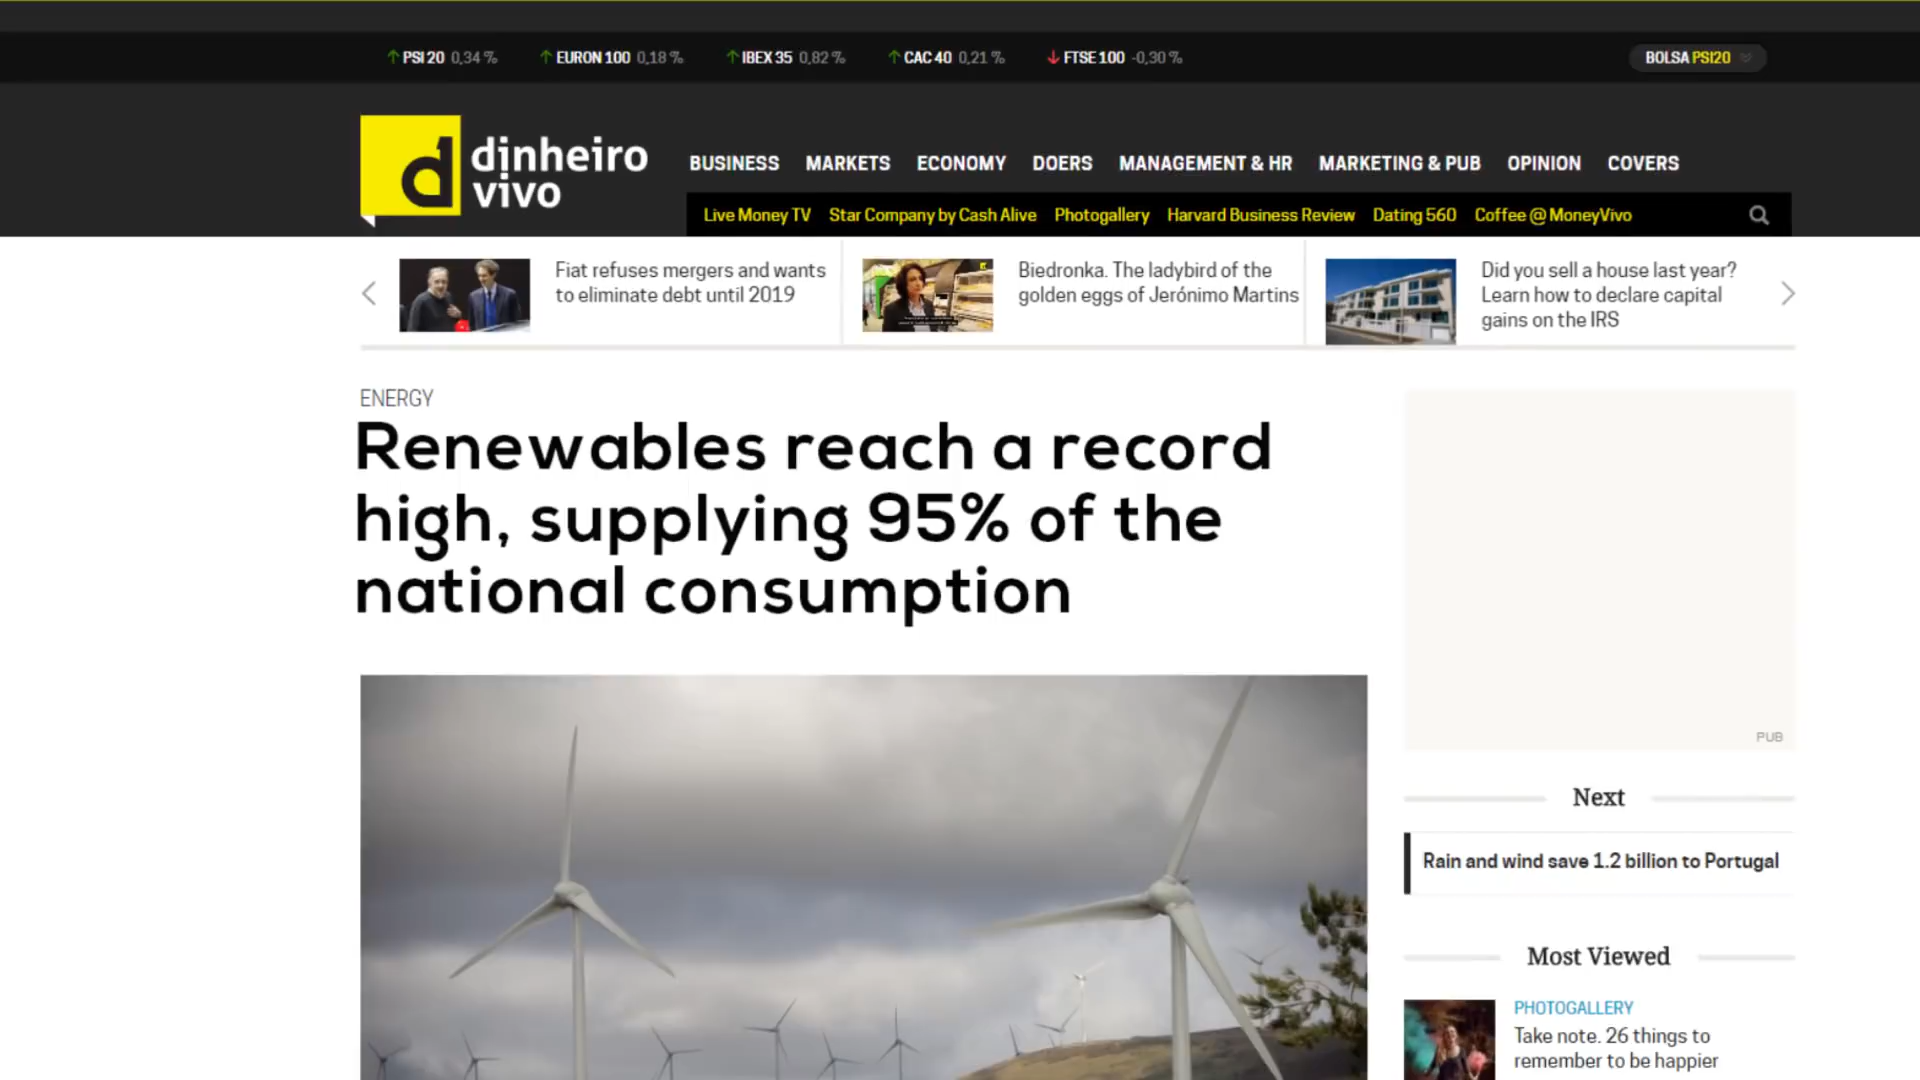 PSI 20 0,34 % EURON 100 0,18 % IBEX 35 0,82 % CAC 40 0,21 % FTSE 100 -0,30 % BOLSA PSI20
dinheiro
vivo
BUSINESS MARKETS ECONOMY DOERS MANAGEMENT & HR MARKETING & PUB OPINION COVERS
Live Money TV Star Company by Cash Alive Photogallery Harvard Business Review Dating 560 Coffee @ MoneyVivo
Fiat refuses mergers and wants
to eliminate debt until 2019
Biedronka. The ladybird of the
golden eggs of Jerónimo Martins
Did you sell a house last year?
Learn how to declare capital
gains on the IRS
ENERGY
Renewables reach a record
high, supplying 95% of the
national consumption
PUB
Next
Rain and wind save 1.2 billion to Portugal
Most Viewed
PHOTOGALLERY
Take note. 26 things to
remember to be happier